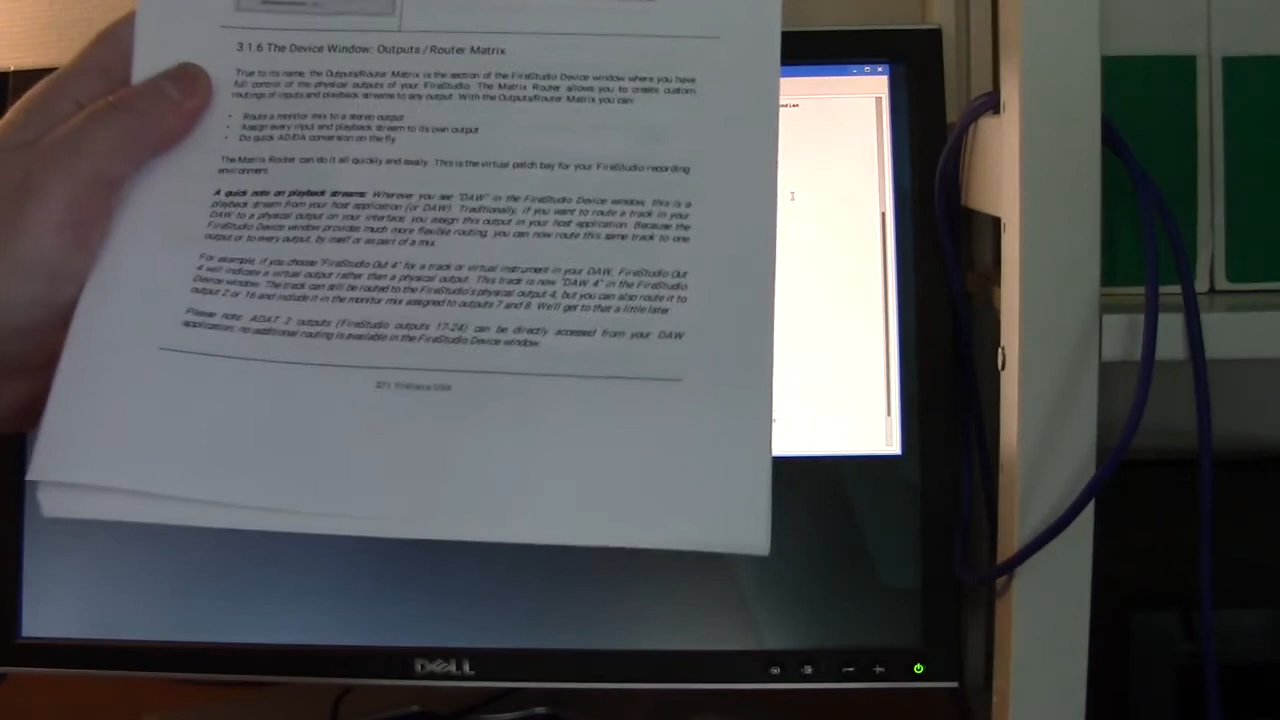 3.1.6 The Device Window: Outputs / Router Matrix
True to its name, the Outputs/Router Matrix is the section of the FireStudio Device window where you have
full control of the physical outputs of your FireStudio. The Matrix Router allows you to create custom
routings of inputs and playback streams to any output. With the Outputs/Router Matrix you can:
• Route a monitor mix to a stereo output
• Assign every input and playback stream to its own output
• Do quick AD/DA conversion on the fly
The Matrix Router can do it all quickly and easily. This is the virtual patch bay for your FireStudio recording
environment.
A quick note on playback streams: Wherever you see "DAW" in the FireStudio Device window, this is a
playback stream from your host application (or DAW). Traditionally, if you want to route a track in your
DAW to a physical output on your interface, you assign this output in your host application. Because the
FireStudio Device window provides much more flexible routing, you can now route this same track to one
output or to every output, by itself or as part of a mix.
For example, if you choose "FireStudio Out 4" for a track or virtual instrument in your DAW, FireStudio Out
4 will indicate a virtual output rather than a physical output. This track is now "DAW 4" in the FireStudio
Device window. The track can still be routed to the FireStudio's physical output 4, but you can also route it to
output 2 or 16 and include it in the monitor mix assigned to outputs 7 and 8. We'll get to that a little later.
Please note: ADAT 2 outputs (FireStudio outputs 17-24) can be directly accessed from your DAW
application; no additional routing is available in the FireStudio Device window.
DELL